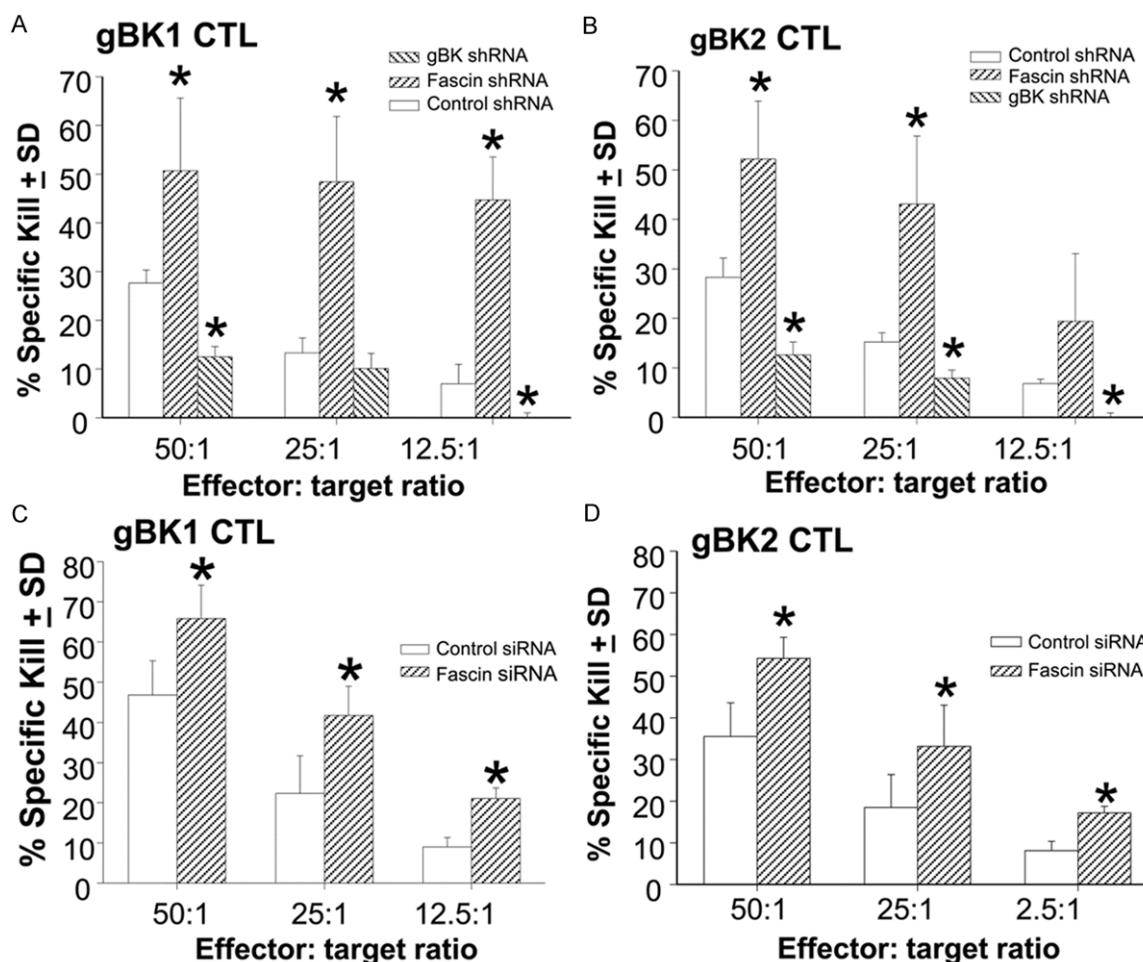 A
gBK1 CTL
gBK shRNA
Fascin shRNA
Control shRNA
% Specific Kill ± SD
70
60
50
40
30
20
10
0
*
*
*
*
*
50:1
25:1
12.5:1
Effector: target ratio
B
gBK2 CTL
Control shRNA
Fascin shRNA
gBK shRNA
% Specific Kill ± SD
70
60
50
40
30
20
10
0
*
*
*
*
*
50:1
25:1
12.5:1
Effector: target ratio
C
gBK1 CTL
Control siRNA
Fascin siRNA
% Specific Kill ± SD
80
70
60
50
40
30
20
10
0
*
*
*
50:1
25:1
12.5:1
Effector: target ratio
D
gBK2 CTL
Control siRNA
Fascin siRNA
% Specific Kill ± SD
80
70
60
50
40
30
20
10
0
*
*
*
50:1
25:1
2.5:1
Effector: target ratio